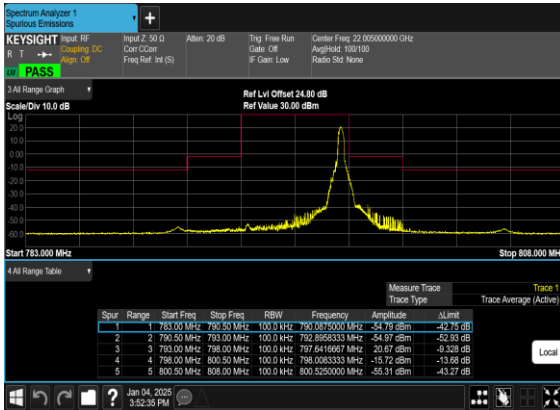 Spectrum Analyzer 1
Spurious Emissions
+
KEYSIGHT Input: RF Input Z: 50 Ω Atten: 20 dB Trig: Free Run Center Freq: 22.005000000 GHz
R T Coupling: DC Corr CCorr Gate: Off Avg|Hold: 100/100
Align: Off Freq Ref: Int (S) IF Gain: Low Radio Std: None
LXI PASS
3 All Range Graph
Ref Lvl Offset 24.80 dB
Scale/Div 10.0 dB Ref Value 30.00 dBm
Log
20.0
10.0
0.00
-10.0
-20.0
-30.0
-40.0
-50.0
-60.0
Start 783.000 MHz Stop 808.000 MH
4 All Range Table
Measure Trace Trace 1
Trace Type Trace Average (Active)
Spur Range Start Freq Stop Freq RBW Frequency Amplitude ΔLimit
1 1 783.00 MHz 790.50 MHz 100.0 kHz 790.0875000 MHz -54.79 dBm -42.75 dB
2 2 790.50 MHz 793.00 MHz 100.0 kHz 792.8958333 MHz -54.97 dBm -52.93 dB
3 3 793.00 MHz 798.00 MHz 100.0 kHz 797.6416667 MHz 20.67 dBm -9.328 dB
4 4 798.00 MHz 800.50 MHz 100.0 kHz 798.0083333 MHz -15.72 dBm -13.68 dB
5 5 800.50 MHz 808.00 MHz 100.0 kHz 800.5250000 MHz -55.31 dBm -43.27 dB
Local
? Jan 04, 2025
3:52:35 PM